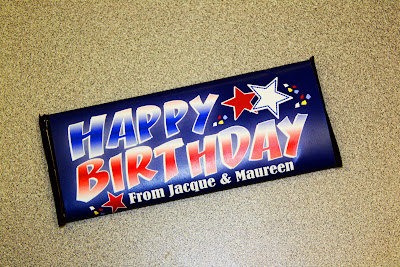 HAPPY
BIRTHDAY
From Jacque & Maureen